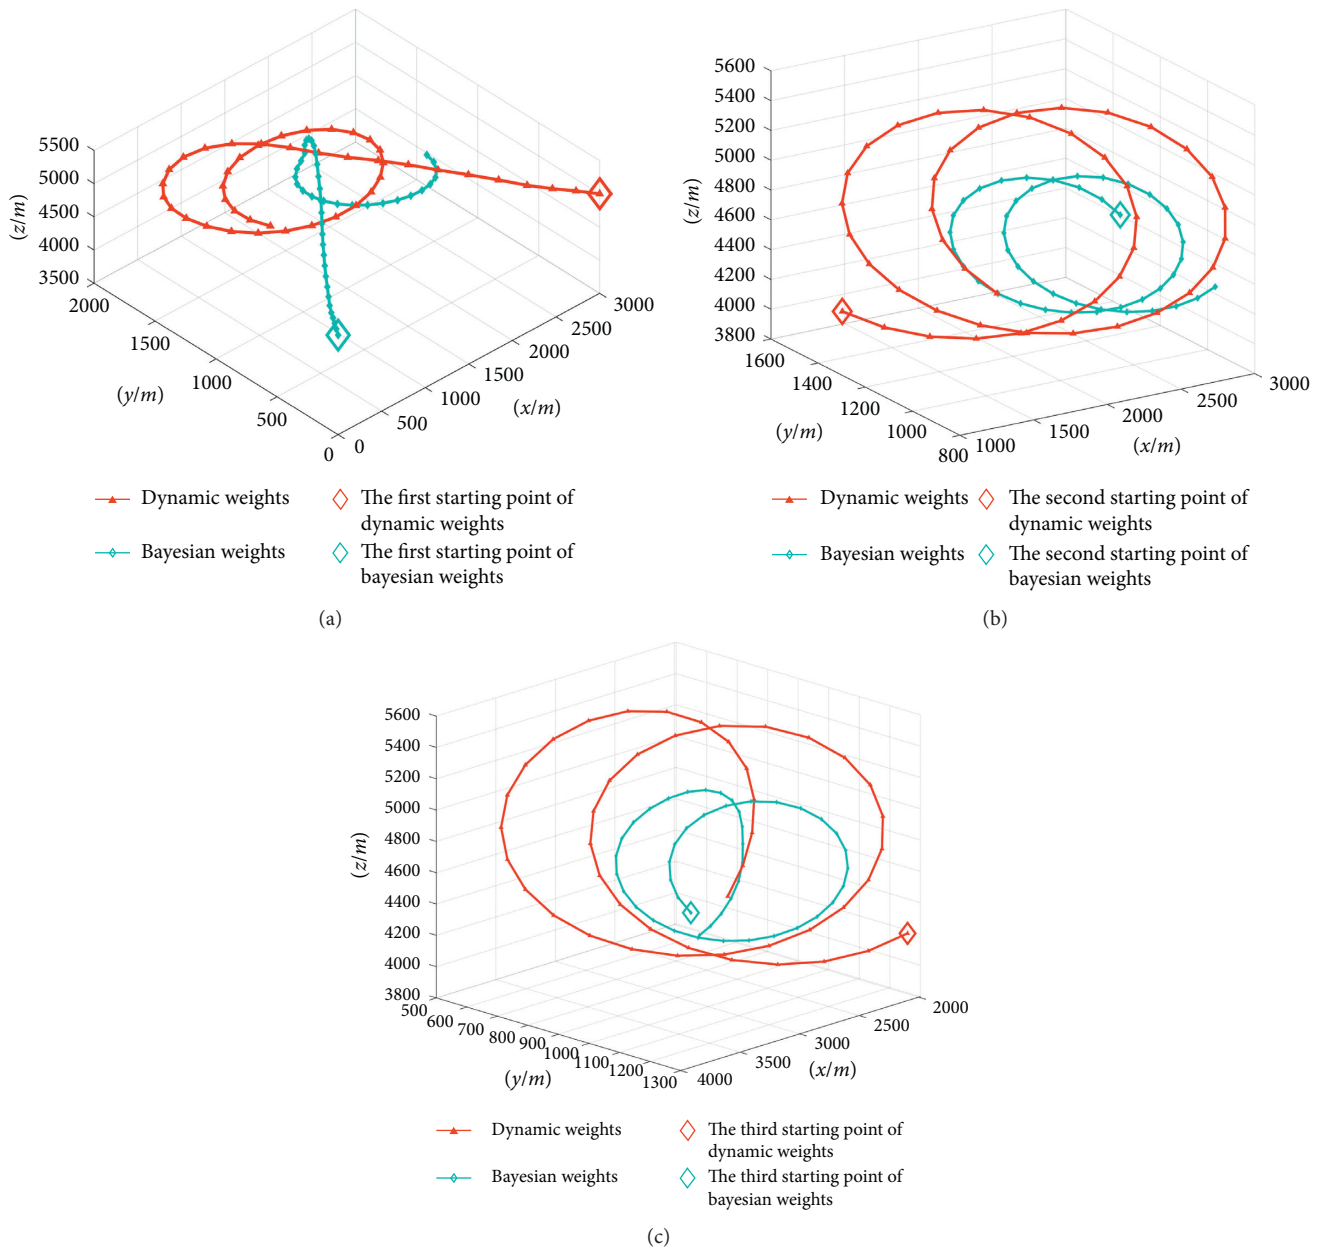 5500
5000
4500
4000
3500
(z/m)
2000
1500
1000
500
0
(y/m)
0
500
1000
1500
2000
2500
3000
(x/m)
Dynamic weights
The first starting point of
dynamic weights
Bayesian weights
The first starting point of
bayesian weights
(a)
5600
5400
5200
5000
4800
4600
4400
4200
4000
3800
(z/m)
1600
1400
1200
1000
800
(y/m)
1000
1500
2000
2500
3000
(x/m)
Dynamic weights
The second starting point of
dynamic weights
Bayesian weights
The second starting point of
bayesian weights
(b)
5600
5400
5200
5000
4800
4600
4400
4200
4000
3800
(z/m)
500
600
700
800
900
1000
1100
1200
1300
(y/m)
4000
3500
3000
2500
2000
(x/m)
Dynamic weights
The third starting point of
dynamic weights
Bayesian weights
The third starting point of
bayesian weights
(c)